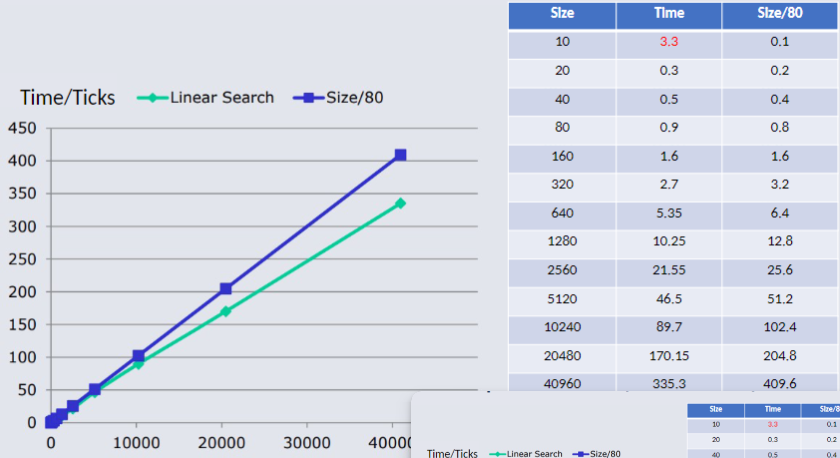 Size Time Size/80
10 3.3 0.1
20 0.3 0.2
40 0.5 0.4
80 0.9 0.8
160 1.6 1.6
320 2.7 3.2
640 5.35 6.4
1280 10.25 12.8
2560 21.55 25.6
5120 46.5 51.2
10240 89.7 102.4
20480 170.15 204.8
40960 335.3 409.6
Time/Ticks Linear Search Size/80
450
400
350
300
250
200
150
100
50
0
0 10000 20000 30000 4000
Size Time Size/8
10 3.3 0.1
20 0.3 0.2
40 0.5 0.4
Time/Ticks Linear Search Size/80